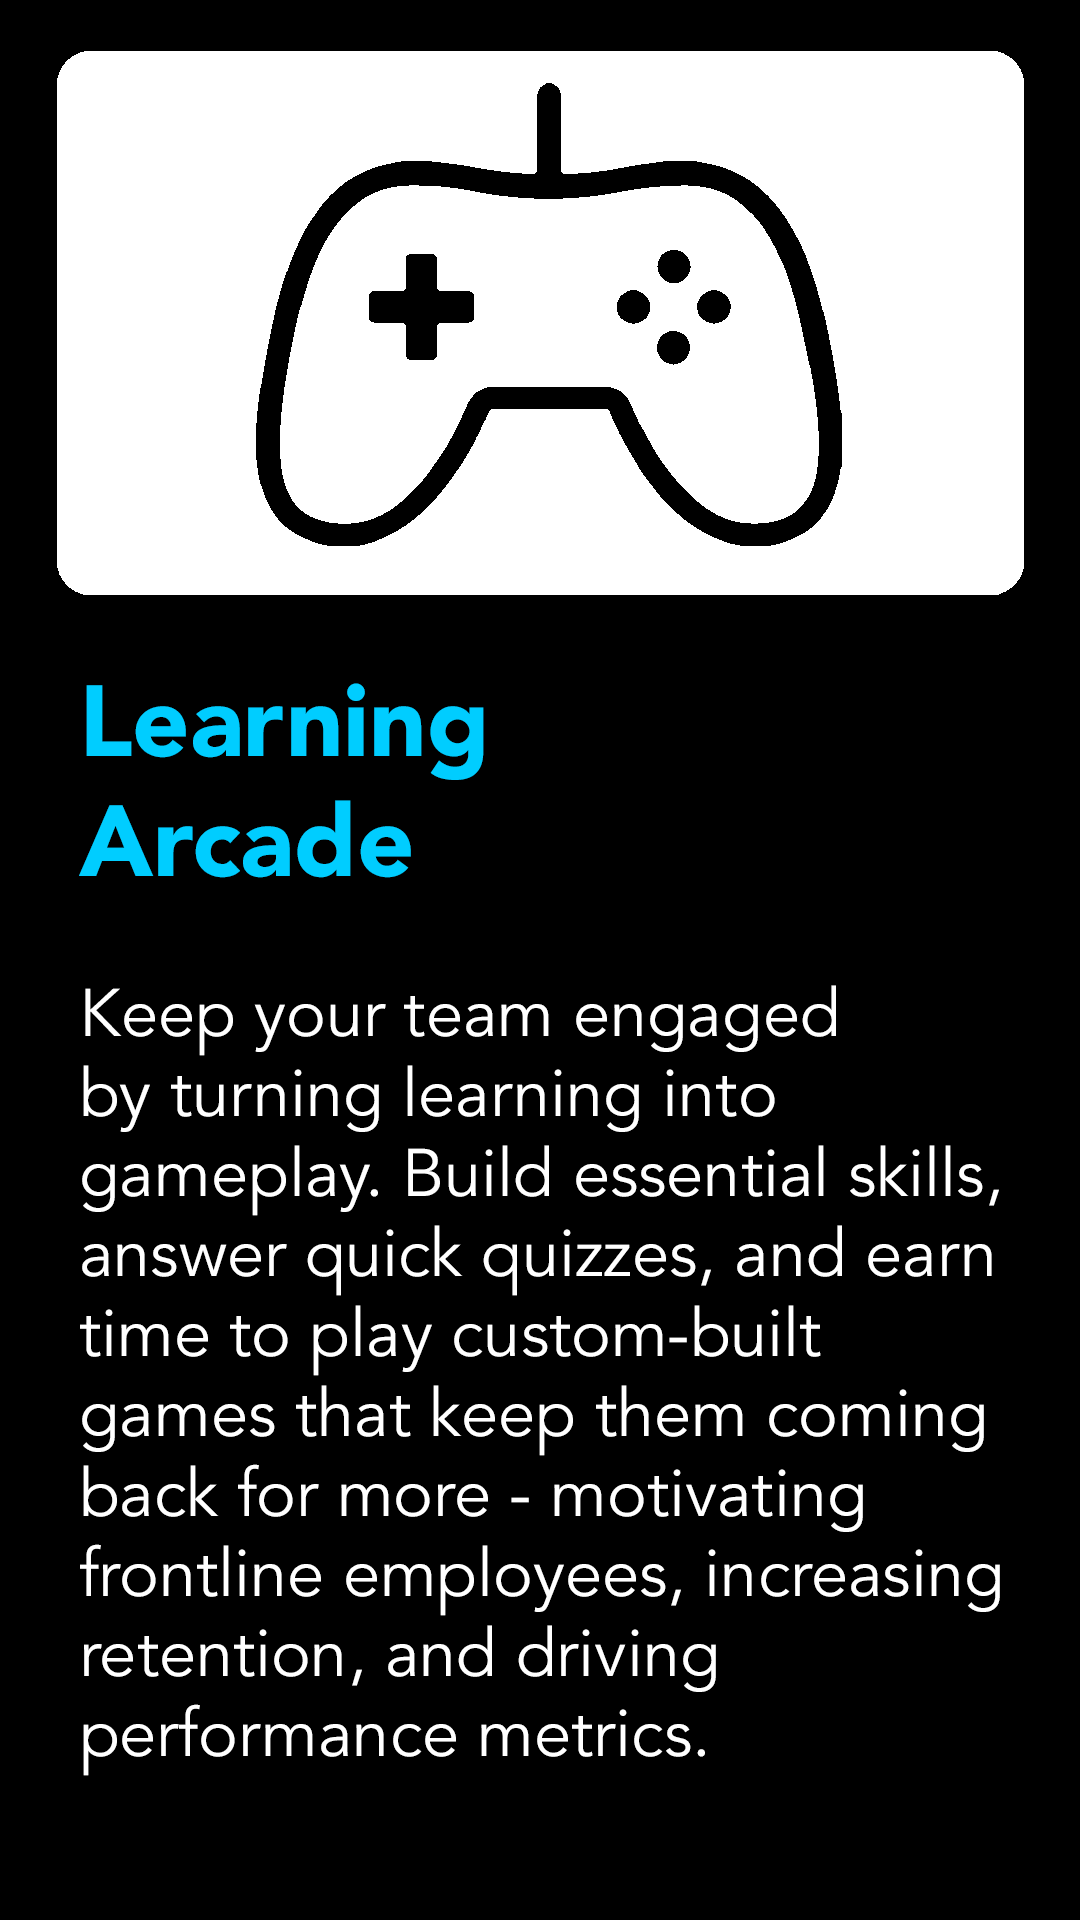 Learning
Arcade
Keep your team engaged
by turning learning into
gameplay. Build essential skills,
answer quick quizzes, and earn
time to play custom-built
games that keep them coming
back for more - motivating
frontline employees, increasing
retention, and driving
performance metrics.